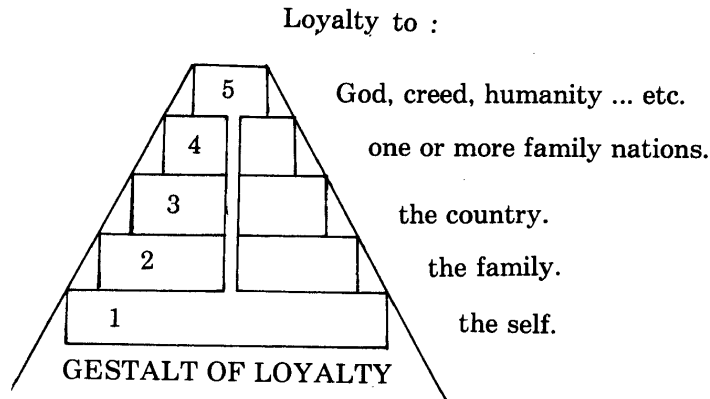 Loyalty to :
5 God, creed, humanity ... etc.
4 one or more family nations.
3 the country.
2 the family.
1 the self.
GESTALT OF LOYALTY